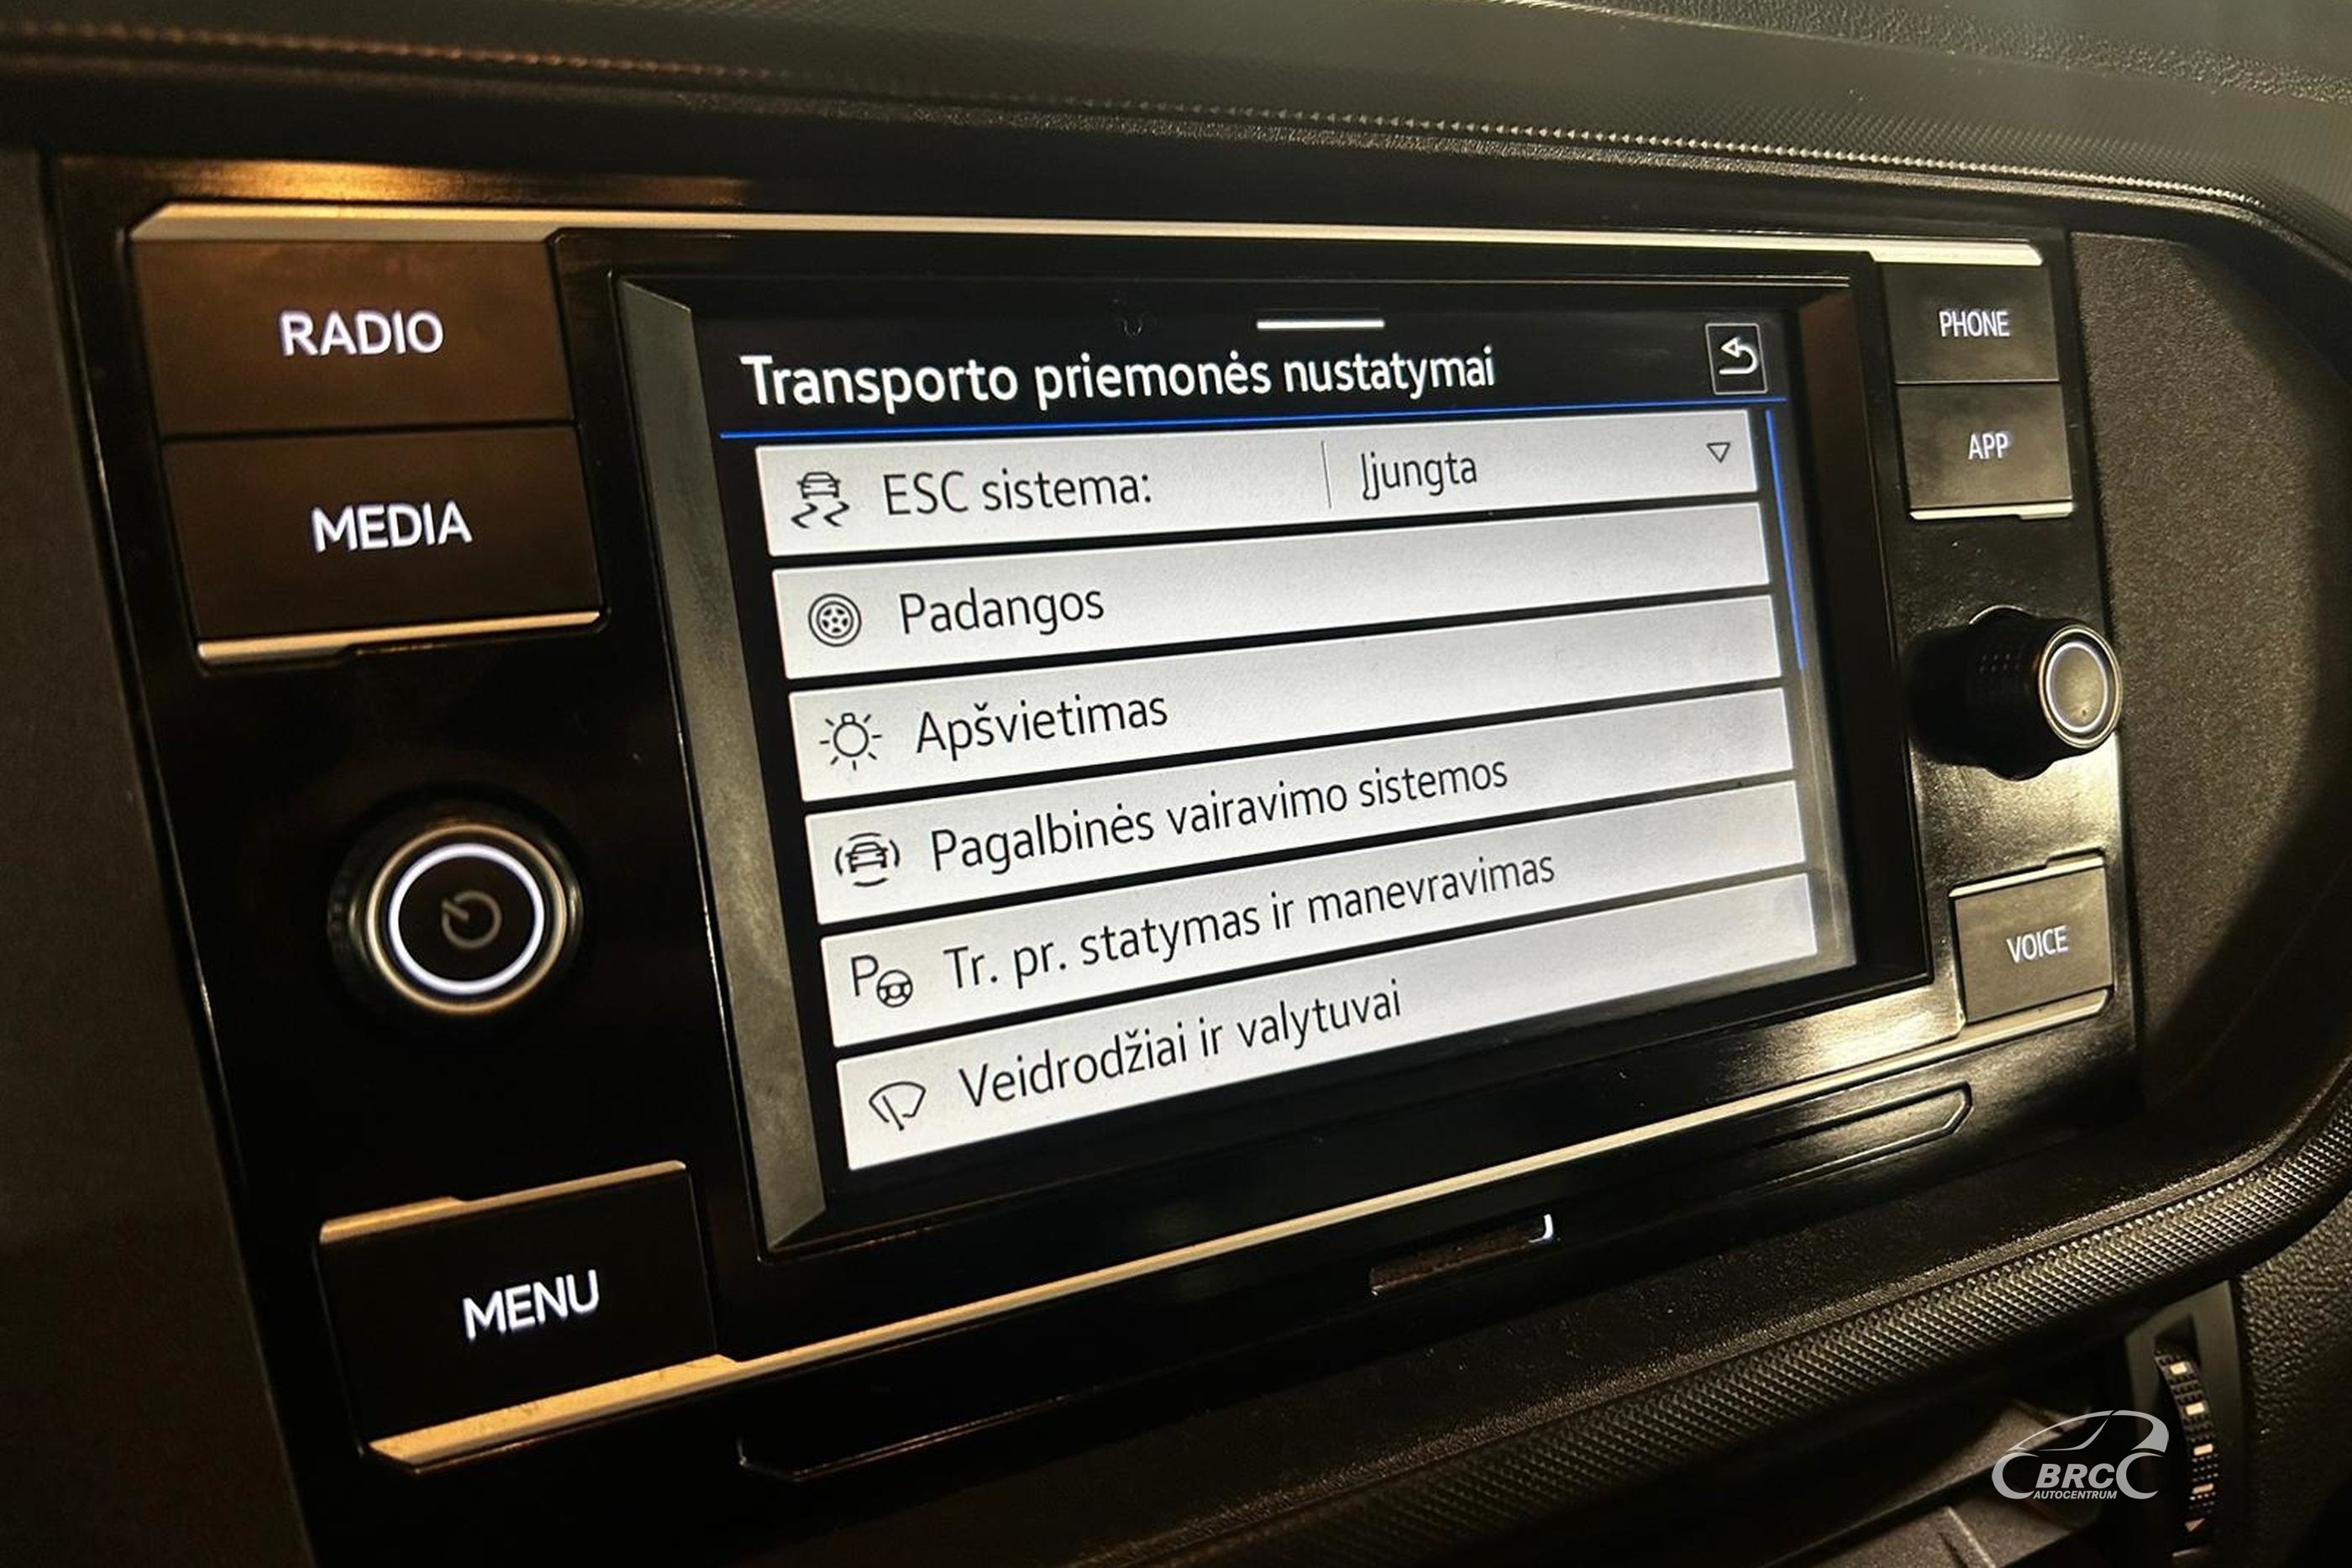 RADIO
MEDIA
MENU
Transporto priemonės nustatymai
ESC sistema: Įjungta
Padangos
Apšvietimas
Pagalbinės vairavimo sistemos
Tr. pr. statymas ir manevravimas
Veidrodžiai ir valytuvai
PHONE
APP
VOICE
BRC
AUTOCENTRUM